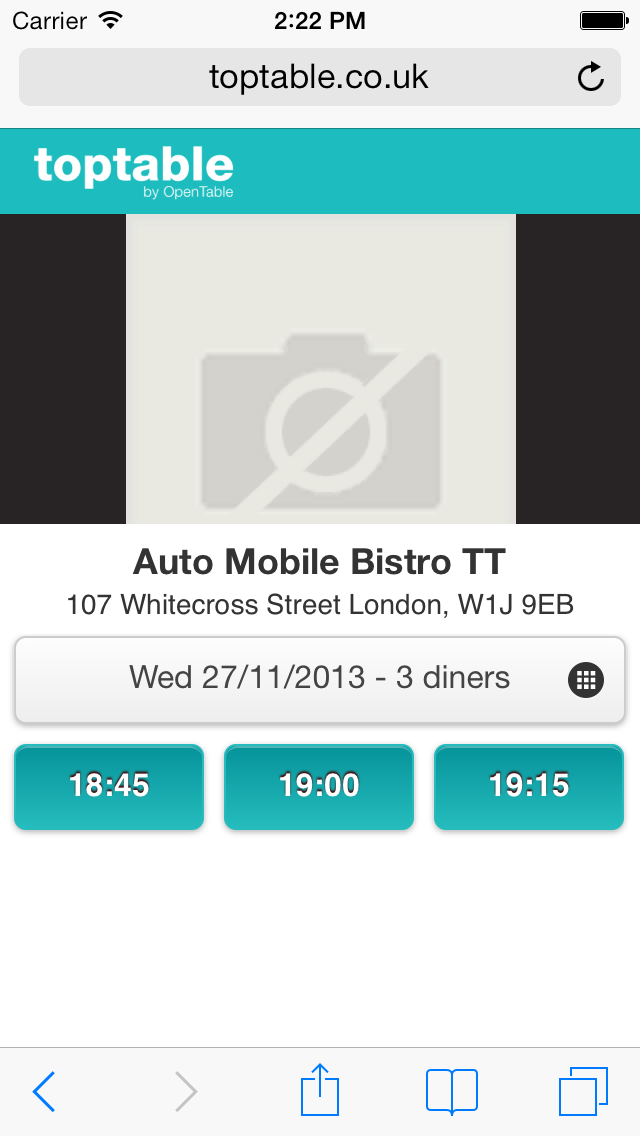 Carrier 2:22 PM
toptable.co.uk
toptable
by OpenTable
Auto Mobile Bistro TT
107 Whitecross Street London, W1J 9EB
Wed 27/11/2013 - 3 diners
18:45 19:00 19:15